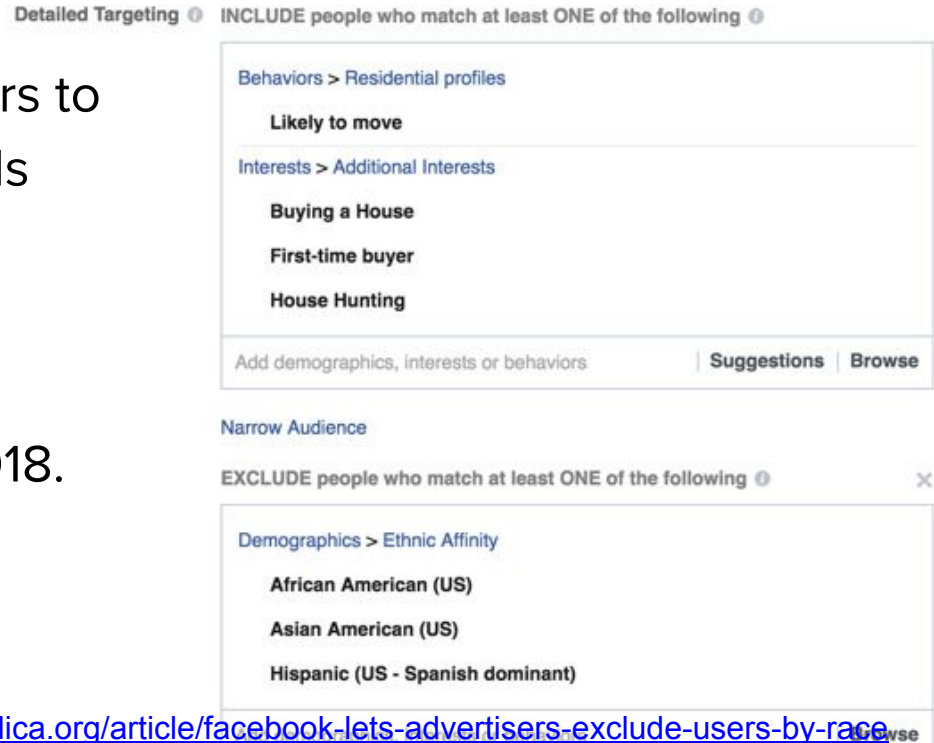 Detailed Targeting INCLUDE people who match at least ONE of the following
Behaviors > Residential profiles
rs to
Likely to move
ls
Interests > Additional Interests
Buying a House
First-time buyer
House Hunting
Add demographics, interests or behaviors | Suggestions | Browse
Narrow Audience
018.
EXCLUDE people who match at least ONE of the following
Demographics > Ethnic Affinity
African American (US)
Asian American (US)
Hispanic (US - Spanish dominant)
lica.org/article/facebook-lets-advertisers-exclude-users-by-race